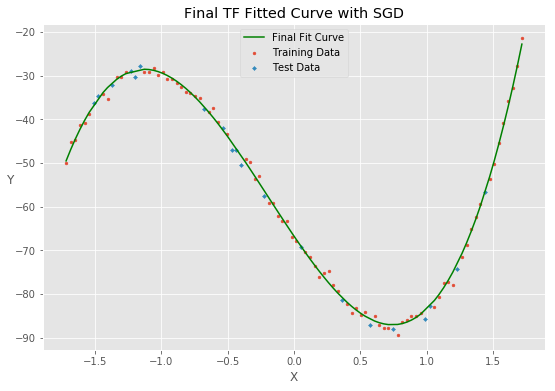 Final TF Fitted Curve with SGD
Final Fit Curve
Training Data
Test Data
−20
−30
−40
−50
−60
−70
−80
−90
Y
−1.5 −1.0 −0.5 0.0 0.5 1.0 1.5
X